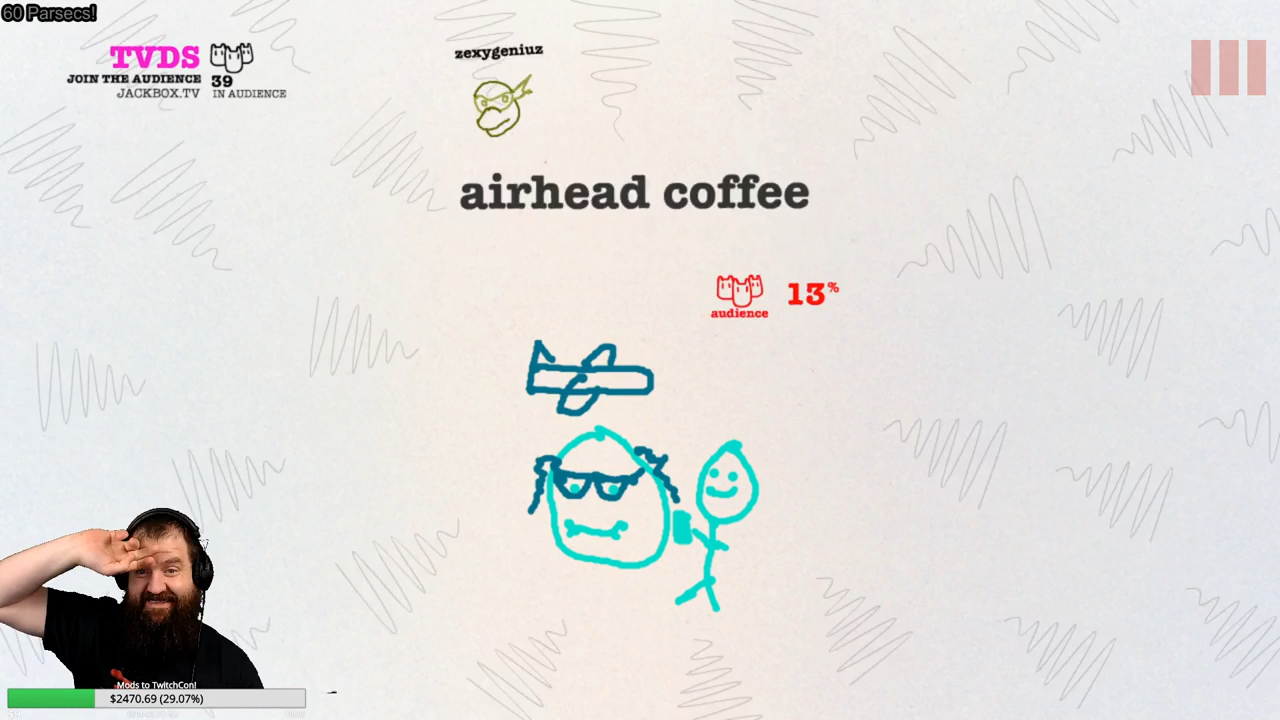 60 Parsecs!
TVDS
JOIN THE AUDIENCE
JACKBOX.TV
39
IN AUDIENCE
zexygeniuz
airhead coffee
audience
13%
Mods to TwitchCon!
$2470.69 (29.07%)